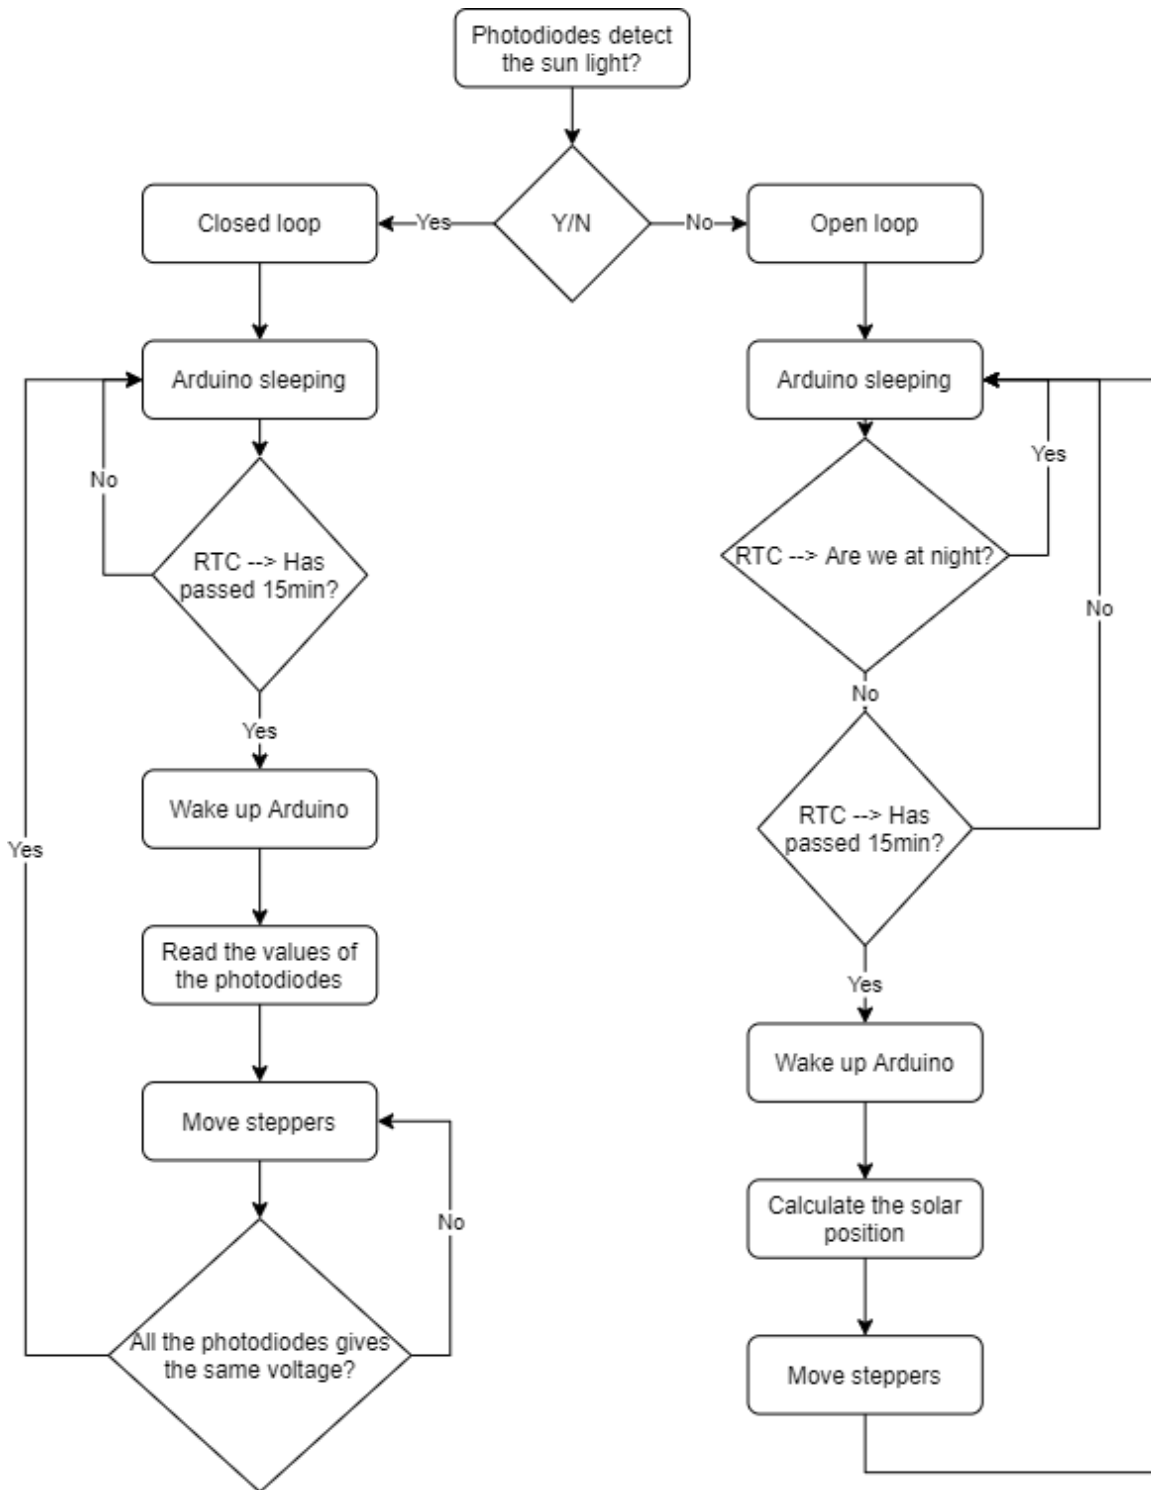 Photodiodes detect
the sun light?
Closed loop
Yes
Y/N
No
Open loop
Arduino sleeping
Arduino sleeping
No
Yes
RTC --> Has
passed 15min?
RTC --> Are we at night?
No
No
Yes
Wake up Arduino
RTC --> Has
passed 15min?
Yes
Read the values of
the photodiodes
Yes
Wake up Arduino
Move steppers
No
Calculate the solar
position
All the photodiodes gives
the same voltage?
Move steppers